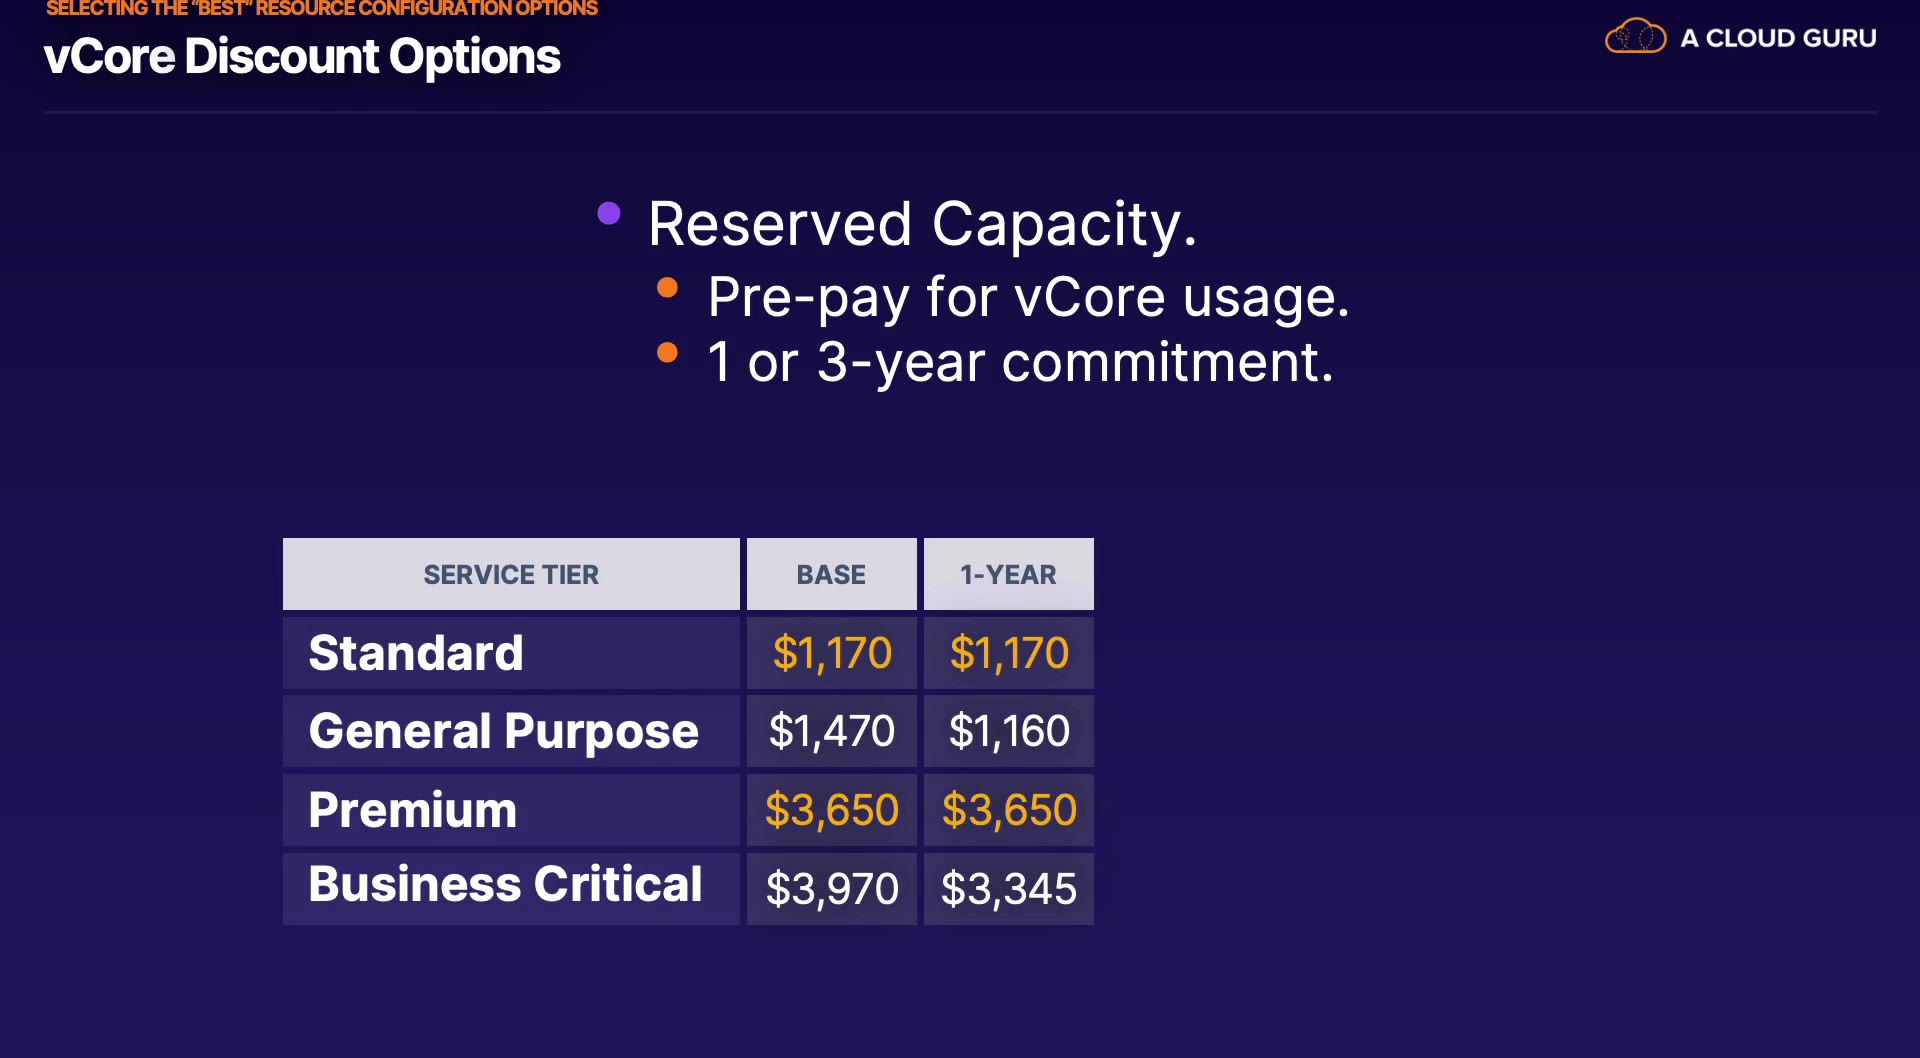 SELECTING THE "BEST" RESOURCE CONFIGURATION OPTIONS
vCore Discount Options
A CLOUD GURU
Reserved Capacity.
Pre-pay for vCore usage.
1 or 3-year commitment.
SERVICE TIER BASE 1-YEAR
Standard $1,170 $1,170
General Purpose $1,470 $1,160
Premium $3,650 $3,650
Business Critical $3,970 $3,345